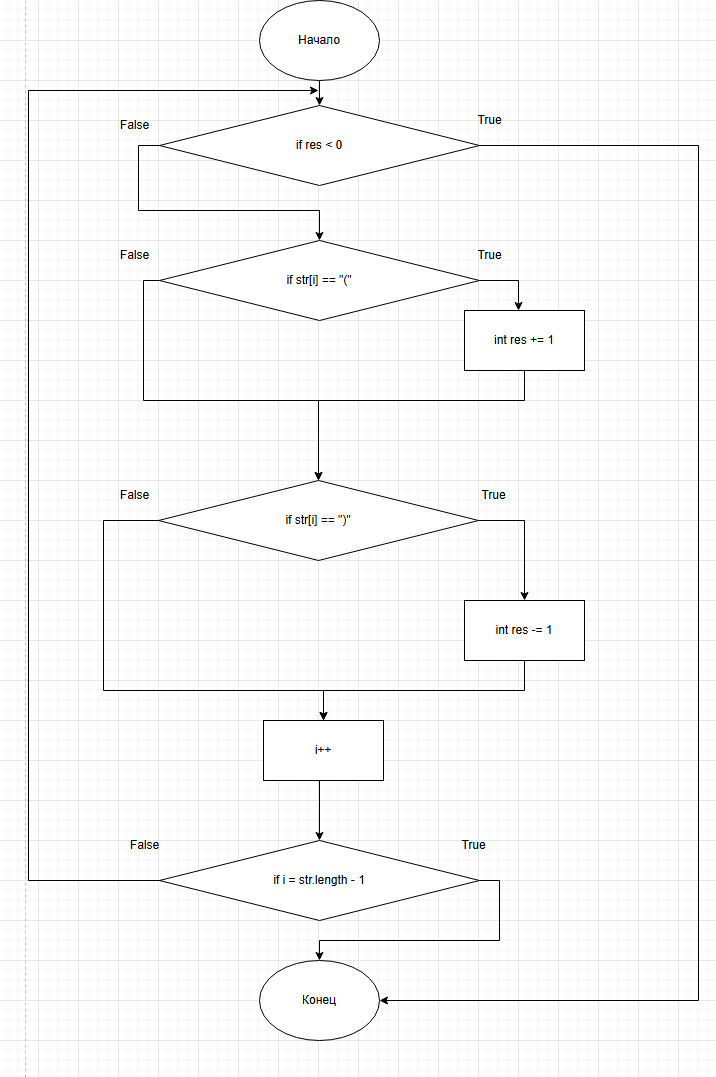 Начало
False
True
if res < 0
False
True
if str[i] == "("
int res += 1
False
True
if str[i] == ")"
int res -= 1
i++
False
True
if i = str.length - 1
Конец